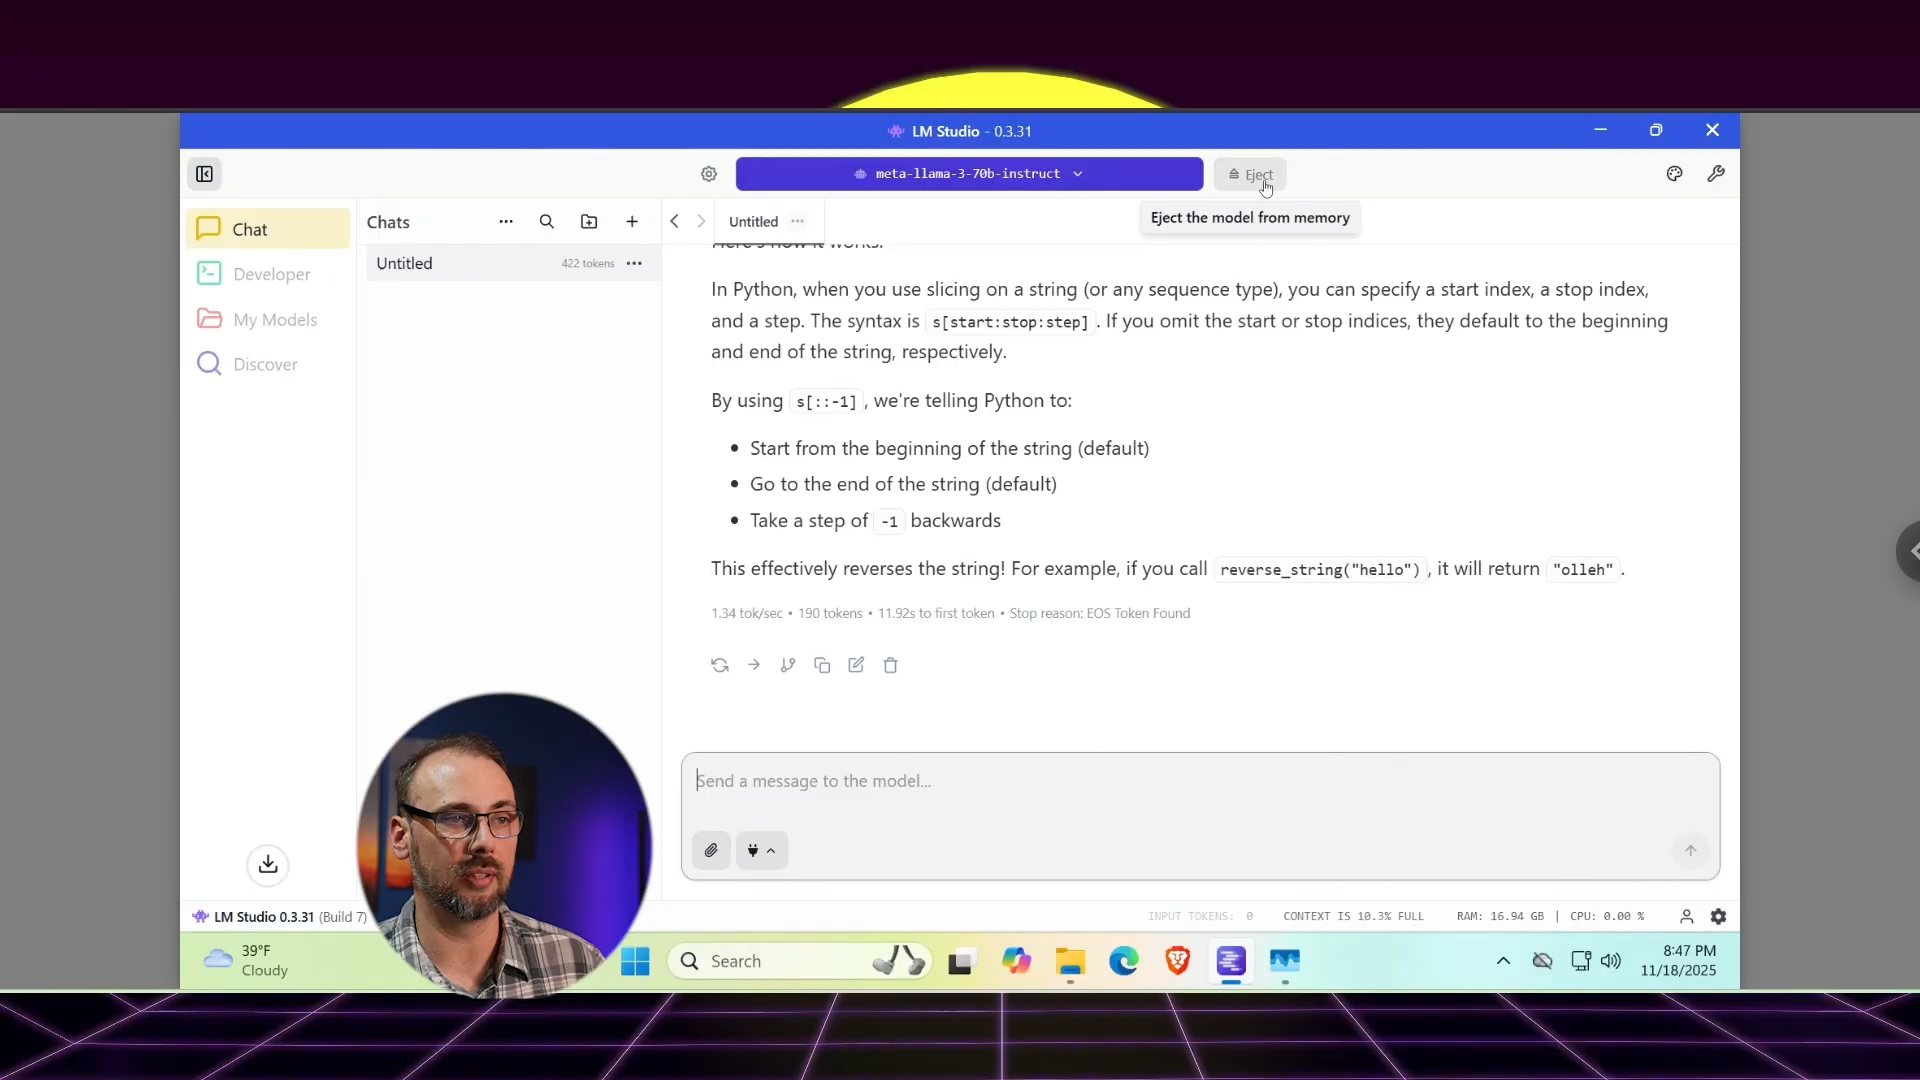 LM Studio - 0.3.31
meta-llama-3-70b-instruct
Eject
Eject the model from memory
Chat
Developer
My Models
Discover
Chats
Untitled
422 tokens
Untitled
Here's how it works:
In Python, when you use slicing on a string (or any sequence type), you can specify a start index, a stop index,
and a step. The syntax is s[start:stop:step] . If you omit the start or stop indices, they default to the beginning
and end of the string, respectively.
By using s[::-1] , we're telling Python to:
• Start from the beginning of the string (default)
• Go to the end of the string (default)
• Take a step of -1 backwards
This effectively reverses the string! For example, if you call reverse_string("hello") , it will return "olleh" .
1.34 tok/sec • 190 tokens • 11.92s to first token • Stop reason: EOS Token Found
Send a message to the model...
LM Studio 0.3.31 (Build 7)
INPUT TOKENS: 0 CONTEXT IS 10.3% FULL RAM: 16.94 GB | CPU: 0.00 %
39°F
Cloudy
Search
8:47 PM
11/18/2025